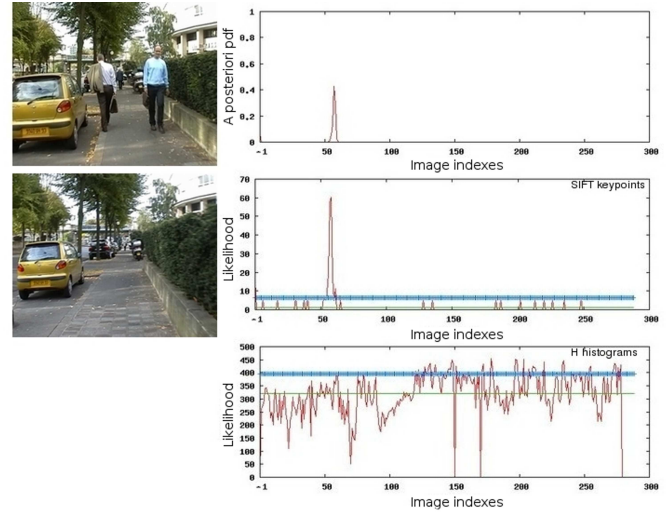 A posteriori pdf
1
0,8
0,6
0,4
0,2
0
-1 50 100 150 200 250 300
Image indexes
SIFT keypoints
Likelihood
70
60
50
40
30
20
10
0
-1 50 100 150 200 250 300
Image indexes
H histograms
Likelihood
500
450
400
350
300
250
200
150
100
50
0
-1 50 100 150 200 250 300
Image indexes